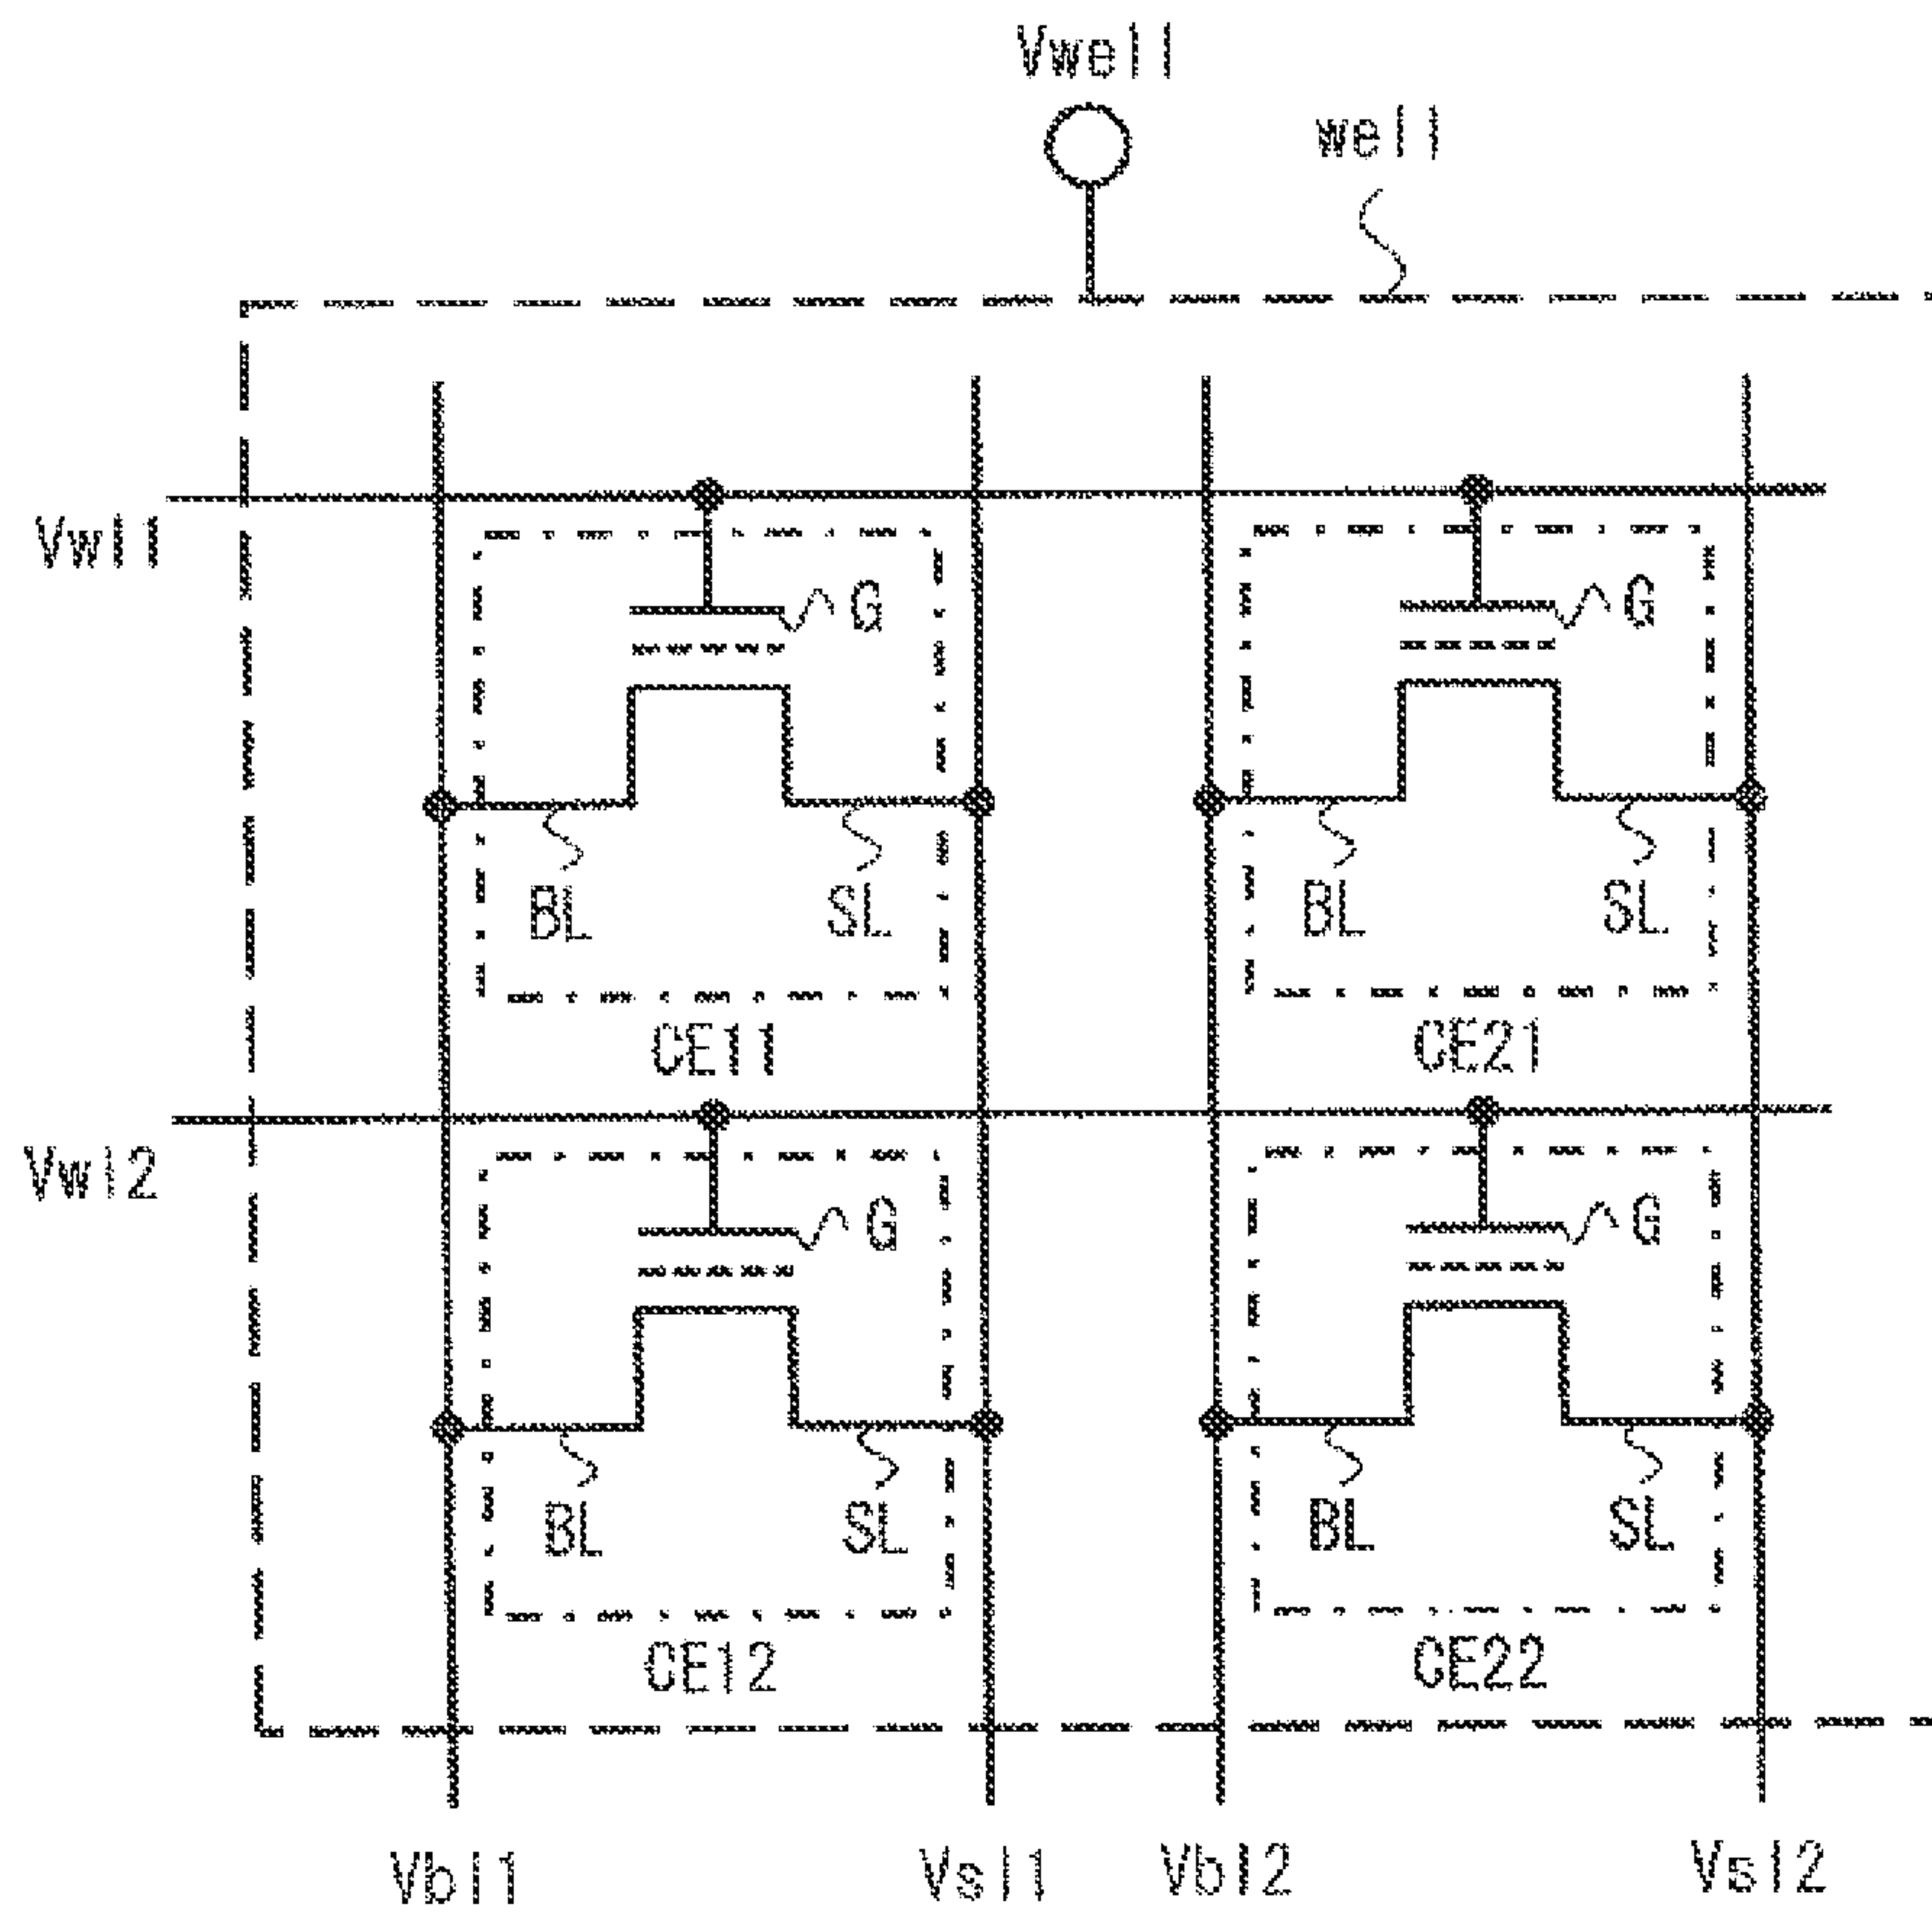 Vwell
well
Vwl1
G
G
BL
SL
BL
SL
CE11
CE21
Vwl2
G
G
BL
SL
BL
SL
CE12
CE22
Vbl1
Vsl1
Vbl2
Vsl2